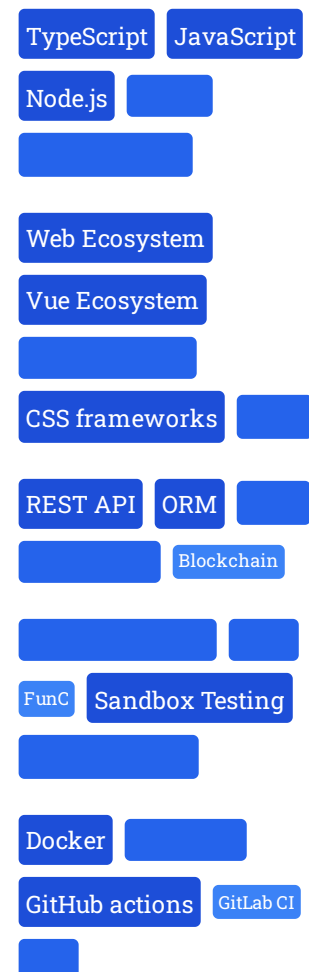 TypeScript JavaScript
Node.js
Web Ecosystem
Vue Ecosystem
CSS frameworks
REST API ORM
Blockchain
FunC Sandbox Testing
Docker
GitHub actions GitLab CI